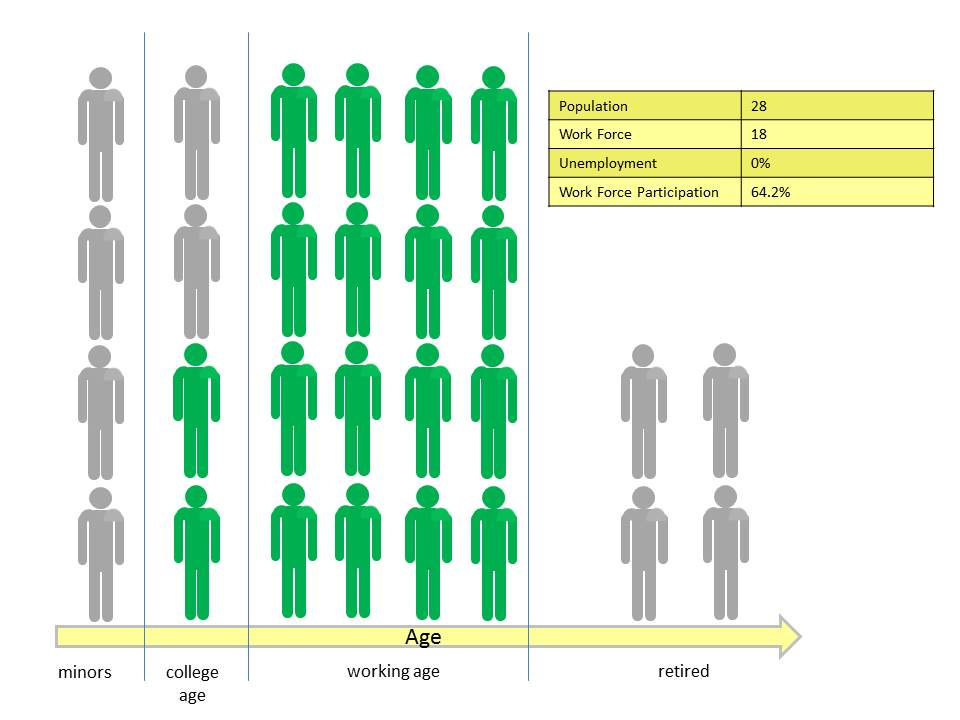 Population 28
Work Force 18
Unemployment 0%
Work Force Participation 64.2%
Age
minors
college
age
working age
retired